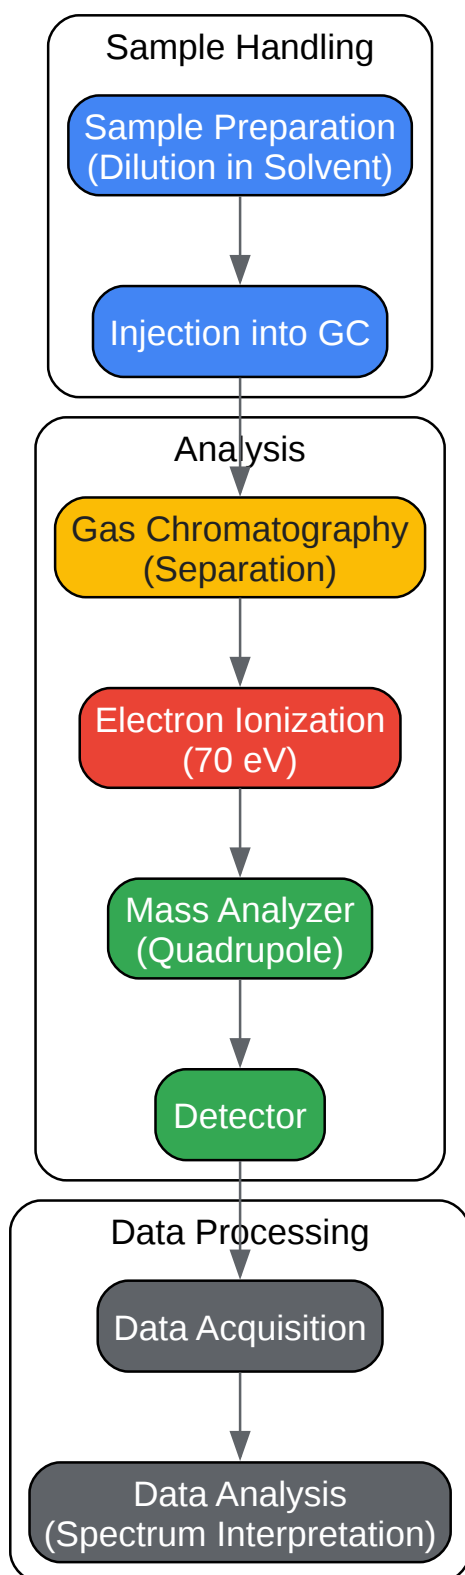 Sample Handling
Sample Preparation
(Dilution in Solvent)
Injection into GC
Analysis
Gas Chromatography
(Separation)
Electron Ionization
(70 eV)
Mass Analyzer
(Quadrupole)
Detector
Data Processing
Data Acquisition
Data Analysis
(Spectrum Interpretation)